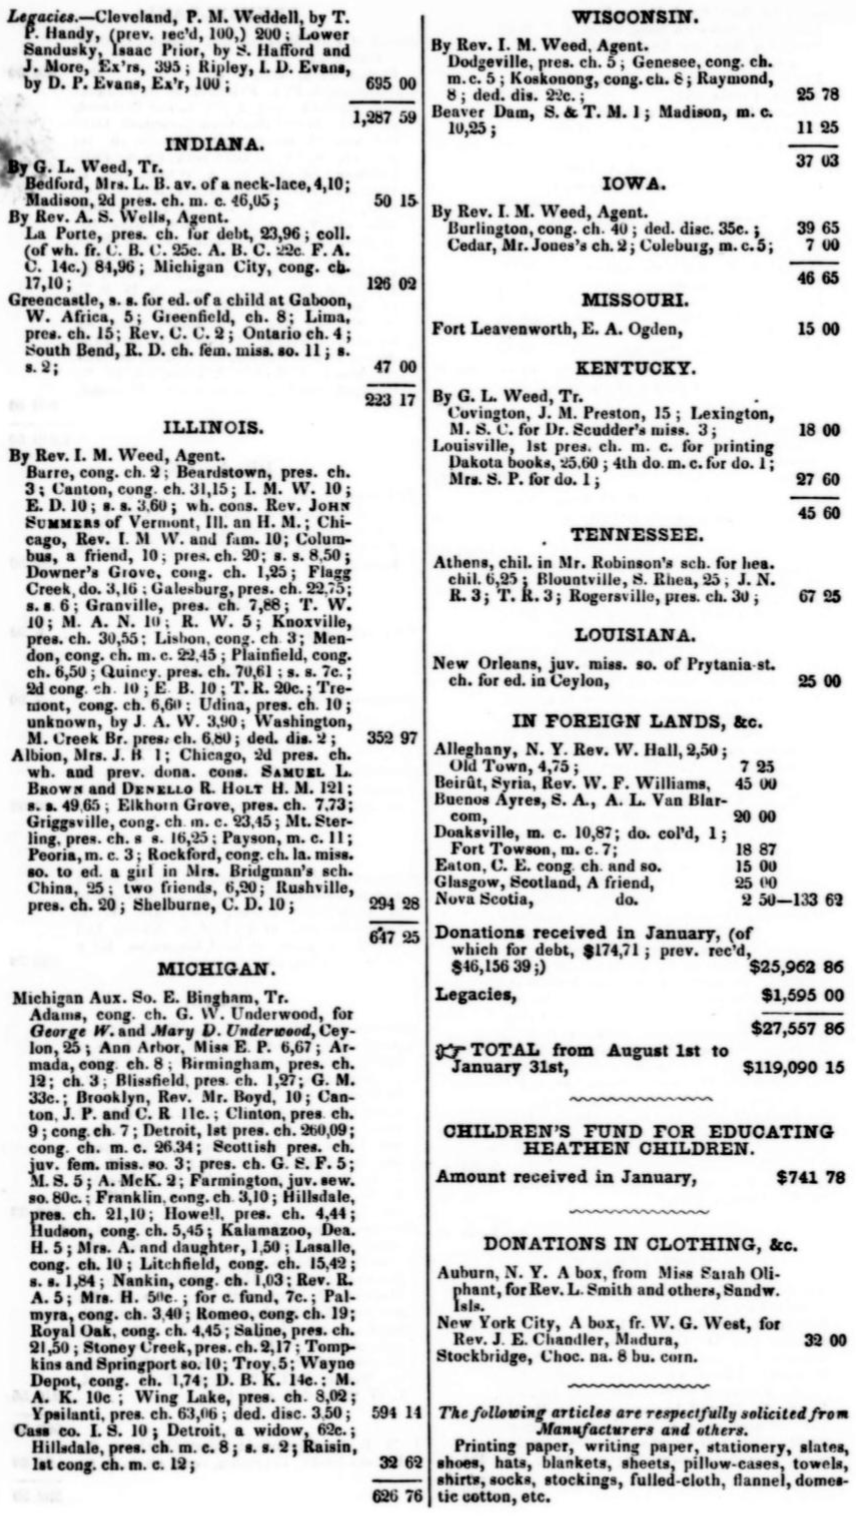 Legacies.—Cleveland, P. M. Weddell, by T.
P. Handy, (prev. rec'd, 100,) 200; Lower
Sandusky, Isaac Prior, by S. Hafford and
J. More, Ex'rs, 395; Ripley, I. D. Evans,
by D. P. Evans, Ex'r, 100; 695 00
1,287 59
INDIANA.
By G. L. Weed, Tr.
Bedford, Mrs. L. B. av. of a neck-lace, 4,10;
Madison, 2d pres. ch. m. c. 46,05; 50 15
By Rev. A. S. Wells, Agent.
La Porte, pres. ch. for debt, 23,96; coll.
(of wh. fr. C. B. C. 25c. A. B. C. 22c. F. A.
C. 14c.) 84,96; Michigan City, cong. ch.
17,10; 126 02
Greencastle, s. s. for ed. of a child at Gaboon,
W. Africa, 5; Greenfield, ch. 8; Lima,
pres. ch. 15; Rev. C. C. 2; Ontario ch. 4;
South Bend, R. D. ch. fem. miss. so. 11; s.
s. 2; 47 00
223 17
ILLINOIS.
By Rev. I. M. Weed, Agent.
Barre, cong. ch. 2; Beardstown, pres. ch.
3; Canton, cong. ch. 31,15; I. M. W. 10;
E. D. 10; s. s. 3,60; wh. cons. Rev. JOHN
SUMMERS of Vermont, Ill. an H. M.; Chi-
cago, Rev. I. M W. and fam. 10; Colum-
bus, a friend, 10; pres. ch. 20; s. s. 8,50;
Downer's Grove, cong. ch. 1,25; Flagg
Creek, do. 3,16; Galesburg, pres. ch. 22,75;
s. s 6; Granville, pres. ch. 7,88; T. W.
10; M. A. N. 10; R. W. 5; Knoxville,
pres. ch. 30,55; Lisbon, cong. ch 3; Men-
don, cong. ch. m. c. 22,45; Plainfield, cong.
ch. 6,50; Quincy, pres. ch. 70,61; s. s. 7c.;
2d cong. ch. 10; E. B. 10; T. R. 20c.; Tre-
mont, cong. ch. 6,60; Udina, pres. ch. 10;
unknown, by J. A. W. 3,90; Washington,
M. Creek Br. pres. ch. 6,80; ded. dis. 2; 352 97
Albion, Mrs. J. B 1; Chicago, 2d pres. ch.
wh. and prev. dona. cons. SAMUEL L.
BROWN and DENELLO R. HOLT H. M. 121;
s. s. 49,65; Elkhorn Grove, pres. ch. 7,73;
Griggsville, cong. ch. m. c. 23,45; Mt. Ster-
ling, pres. ch. s s. 16,25; Payson, m. c. 11;
Peoria, m. c. 3; Rockford, cong. ch. la. miss.
so. to ed. a girl in Mrs. Bridgman's sch.
China, 25; two friends, 6,20; Rushville,
pres. ch. 20; Shelburne, C. D. 10; 294 28
647 25
MICHIGAN.
Michigan Aux. So. E. Bingham, Tr.
Adams, cong. ch. G. W. Underwood, for
George W. and Mary D. Underwood, Cey-
lon, 25; Ann Arbor, Miss E. P. 6,67; Ar-
mada, cong. ch. 8; Birmingham, pres. ch.
12; ch. 3; Blissfield, pres. ch. 1,27; G. M.
33c.; Brooklyn, Rev. Mr. Boyd, 10; Can-
ton, J. P. and C. R 11c.; Clinton, pres. ch.
9; cong. ch. 7; Detroit, 1st pres. ch. 260,09;
cong. ch. m. c. 26,34; Scottish pres. ch.
juv. fem. miss. so. 3; pres. ch. G. S. F. 5;
M. S. 5; A. McK. 2; Farmington, juv. sew.
so. 80c.; Franklin, cong. ch 3,10; Hillsdale,
pres. ch. 21,10; Howell, pres. ch. 4,44;
Hudson, cong. ch. 5,45; Kalamazoo, Dea.
H. 5; Mrs. A. and daughter, 1,50; Lasalle,
cong. ch. 10; Litchfield, cong. ch. 15,42;
s. s. 1,84; Nankin, cong. ch. 1,03; Rev. R.
A. 5; Mrs. H. 50c.; for c. fund, 7c.; Pal-
myra, cong. ch. 3,40; Romeo, cong. ch. 19;
Royal Oak, cong. ch. 4,45; Saline, pres. ch.
21,50; Stoney Creek, pres. ch. 2,17; Tomp-
kins and Springport so. 10; Troy, 5; Wayne
Depot, cong. ch. 1,74; D. B. K. 14c.; M.
A. K. 10c; Wing Lake, pres. ch. 8,02;
Ypsilanti, pres. ch. 63,06; ded. disc. 3,50; 594 14
Cass co. I. S. 10; Detroit, a widow, 62c.;
Hillsdale, pres. ch. m. c. 8; s. s. 2; Raisin,
1st cong. ch. m. c. 12; 32 62
626 76
WISCONSIN.
By Rev. I. M. Weed, Agent.
Dodgeville, pres. ch. 5; Genesee, cong. ch.
m. c. 5; Koskonong, cong. ch. 8; Raymond,
8; ded. dis. 22c.; 25 78
Beaver Dam, S. & T. M. 1; Madison, m. c.
10,25; 11 25
37 03
IOWA.
By Rev. I. M. Weed, Agent.
Burlington, cong. ch. 40; ded. disc. 35c.; 39 65
Cedar, Mr. Jones's ch. 2; Coleburg, m. c. 5; 7 00
46 65
MISSOURI.
Fort Leavenworth, E. A. Ogden, 15 00
KENTUCKY.
By G. L. Weed, Tr.
Covington, J. M. Preston, 15; Lexington,
M. S. C. for Dr. Scudder's miss. 3; 18 00
Louisville, 1st pres. ch. m. c. for printing
Dakota books, 25,60; 4th do. m. c. for do. 1;
Mrs. S. P. for do. 1; 27 60
45 60
TENNESSEE.
Athens, chil. in Mr. Robinson's sch. for hea.
chil. 6,25; Blountville, S. Rhea, 25; J. N.
R. 3; T. R. 3; Rogersville, pres. ch. 30; 67 25
LOUISIANA.
New Orleans, juv. miss. so. of Prytania-st.
ch. for ed. in Ceylon, 25 00
IN FOREIGN LANDS, &c.
Alleghany, N. Y. Rev. W. Hall, 2,50;
Old Town, 4,75; 7 25
Beirût, Syria, Rev. W. F. Williams, 45 00
Buenos Ayres, S. A., A. L. Van Blar-
com, 20 00
Doaksville, m. c. 10,87; do. col'd, 1;
Fort Towson, m. c. 7; 18 87
Eaton, C. E. cong. ch. and so. 15 00
Glasgow, Scotland, A friend, 25 00
Nova Scotia, do. 2 50—133 62
Donations received in January, (of
which for debt, $174,71; prev. rec'd,
$46,156 39;) $25,962 86
Legacies, $1,595 00
$27,557 86
☞ TOTAL from August 1st to
January 31st, $119,090 15
CHILDREN'S FUND FOR EDUCATING
HEATHEN CHILDREN.
Amount received in January, $741 78
DONATIONS IN CLOTHING, &c.
Auburn, N. Y. A box, from Miss Sarah Oli-
phant, for Rev. L. Smith and others, Sandw.
Isls.
New York City, A box, fr. W. G. West, for
Rev. J. E. Chandler, Madura, 32 00
Stockbridge, Choc. na. 8 bu. corn.
The following articles are respectfully solicited from
Manufacturers and others.
Printing paper, writing paper, stationery, slates,
shoes, hats, blankets, sheets, pillow-cases, towels,
shirts, socks, stockings, fulled-cloth, flannel, domes-
tic cotton, etc.